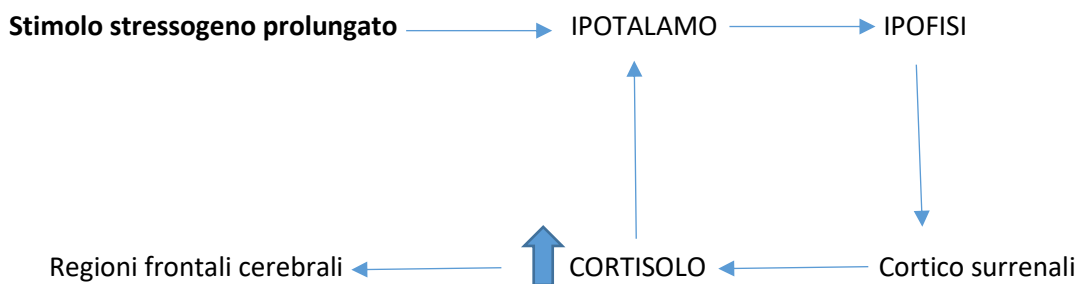 Stimolo stressogeno prolungato IPOTALAMO IPOFISI
Regioni frontali cerebrali CORTISOLO Cortico surrenali